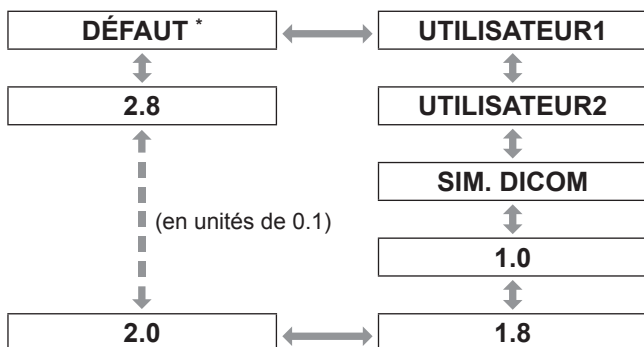 DÉFAUT * UTILISATEUR1
2.8 UTILISATEUR2
SIM. DICOM
(en unités de 0.1)
1.0
2.0 1.8